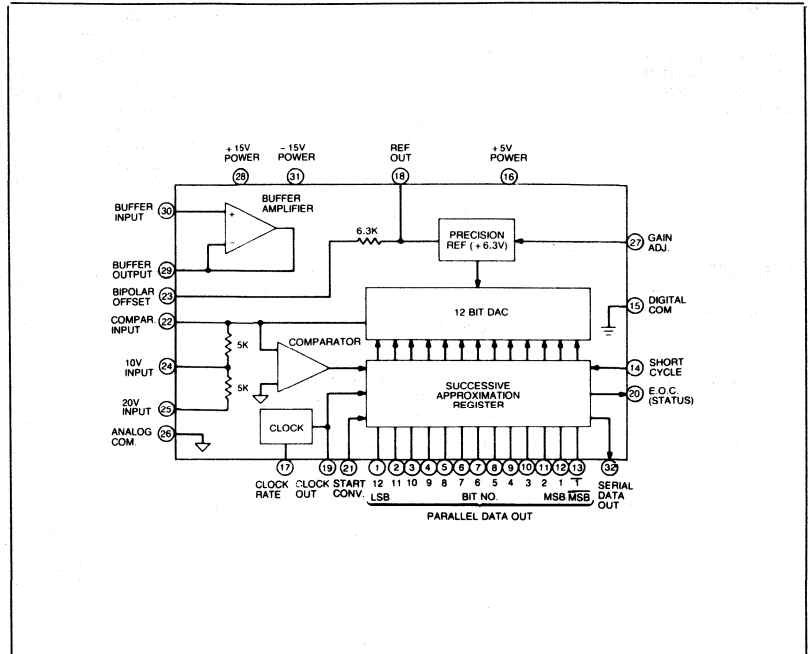 + 15V POWER
28
− 15V POWER
31
REF OUT
18
+ 5V POWER
16
BUFFER INPUT
30
BUFFER AMPLIFIER
+
−
BUFFER OUTPUT
29
BIPOLAR OFFSET
23
6.3K
PRECISION REF ( + 6.3V)
27
GAIN ADJ.
12 BIT DAC
15
DIGITAL COM
COMPAR. INPUT
22
5K
COMPARATOR
10V INPUT
24
5K
20V INPUT
25
ANALOG COM.
26
SUCCESSIVE APPROXIMATION REGISTER
14
SHORT CYCLE
20
E.O.C. (STATUS)
CLOCK
17
19
21
1 2 3 4 5 6 7 8 9 10 11 12 13
32
CLOCK RATE
CLOCK OUT
START CONV.
12 11 10 9 8 7 6 5 4 3 2 1 1
LSB
BIT NO.
MSB MSB
SERIAL DATA OUT
PARALLEL DATA OUT